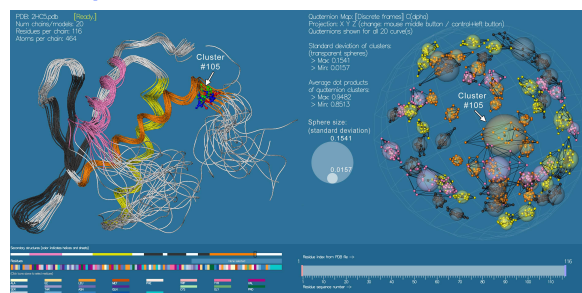 PDB: 2HC5.pdb [Ready.]
Num chains/models: 20
Residues per chain: 116
Atoms per chain: 464
Cluster
#105
Quaternion Map: [Discrete frames] C[alpha]
Projection: X Y Z (change: mouse middle button / control+left button)...
Quaternions shown for all 20 curve(s)
Standard deviation of clusters
(transparent spheres)
> Max: 0.1541
> Min: 0.0157
Average dot products
of quaternion clusters:
> Max: 0.9482
> Min: 0.8513
Sphere size:
(standard deviation)
0.1541
0.0157
Cluster
#105
Residues
Residue index from PDB file -->
1
116
Residue sequence number -->